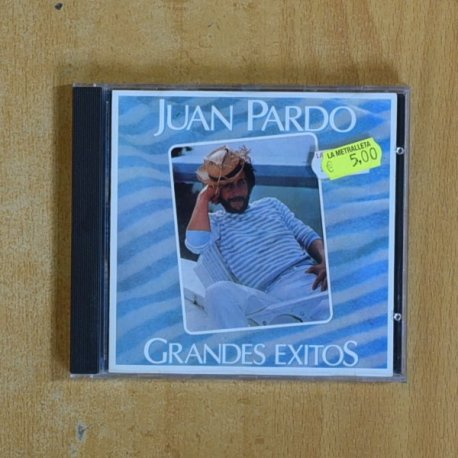 JUAN PARDO
LA METRALLETA
€ 5,00
GRANDES EXITOS